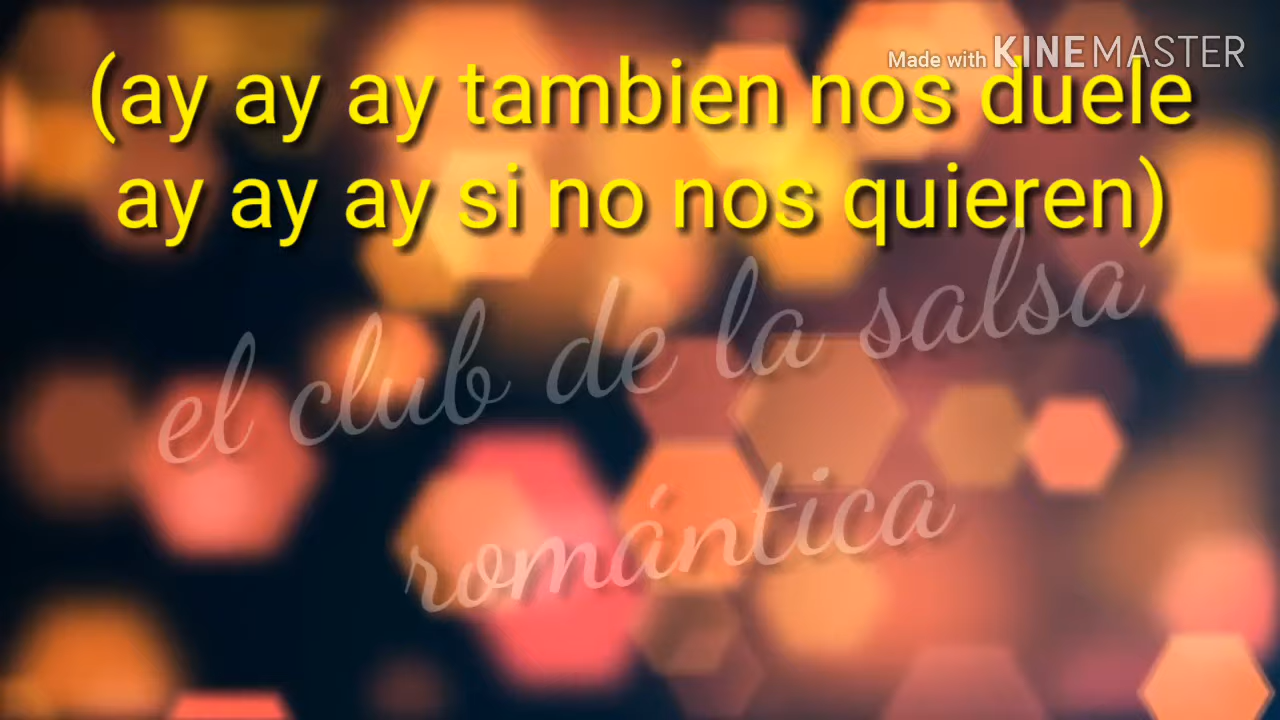 Made with KINEMASTER
(ay ay ay tambien nos duele
ay ay ay si no nos quieren)
el club de la salsa
romántica